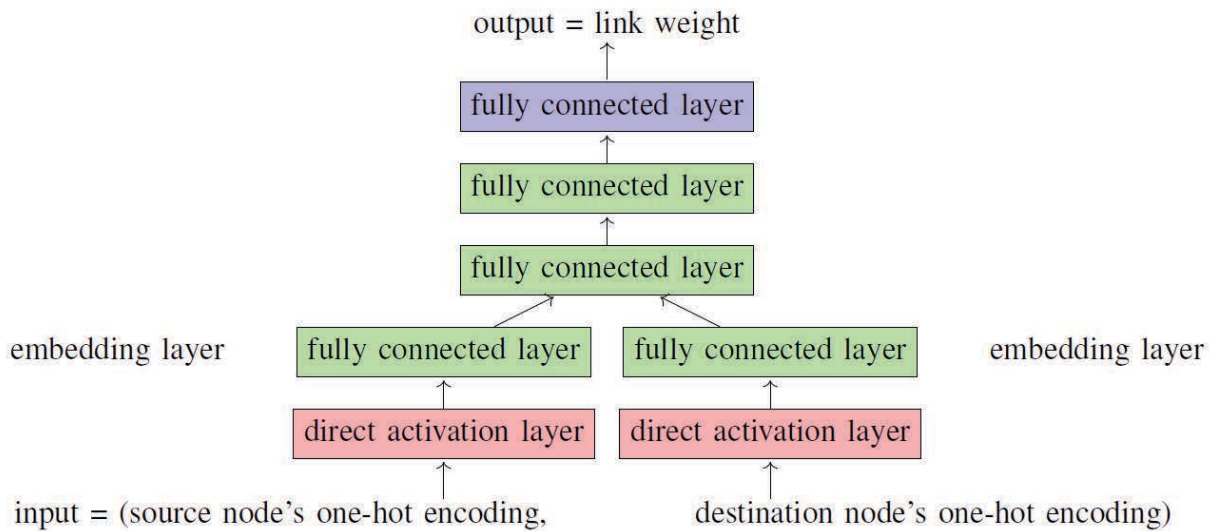 output = link weight
fully connected layer
fully connected layer
fully connected layer
embedding layer fully connected layer fully connected layer embedding layer
direct activation layer direct activation layer
input = (source node's one-hot encoding, destination node's one-hot encoding)